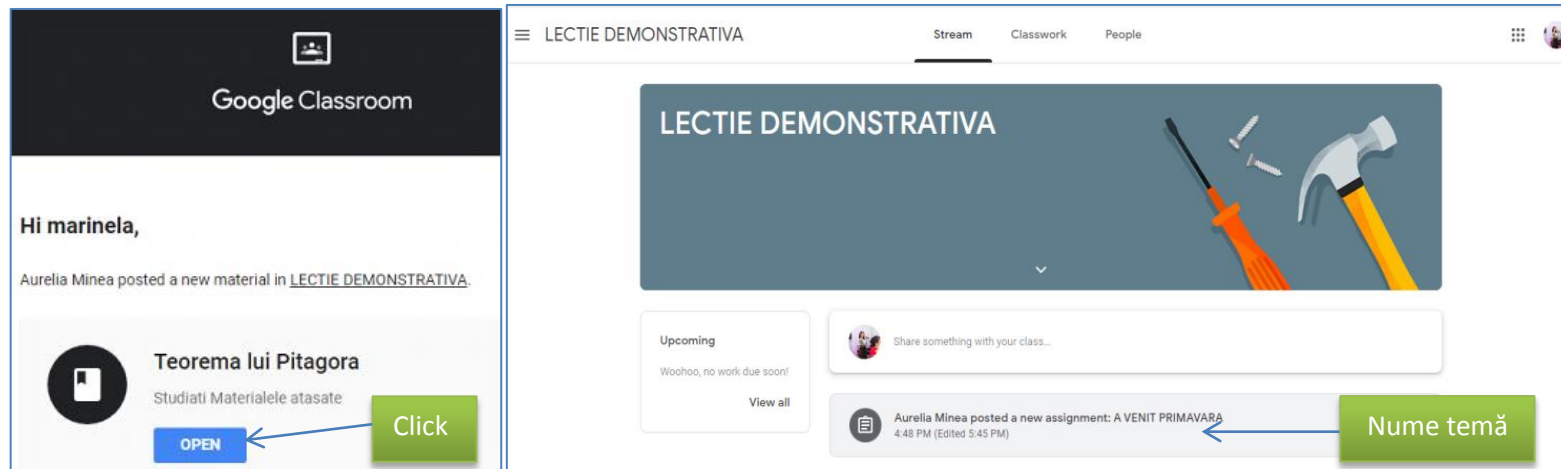 Google Classroom
Hi marinela,
Aurelia Minea posted a new material in LECTIE DEMONSTRATIVA.
Teorema lui Pitagora
Studiati Materialele atasate
OPEN
Click
LECTIE DEMONSTRATIVA
Stream Classwork People
LECTIE DEMONSTRATIVA
Upcoming
Woohoo, no work due soon!
View all
Share something with your class...
Aurelia Minea posted a new assignment: A VENIT PRIMAVARA
4:48 PM (Edited 5:45 PM)
Nume temă